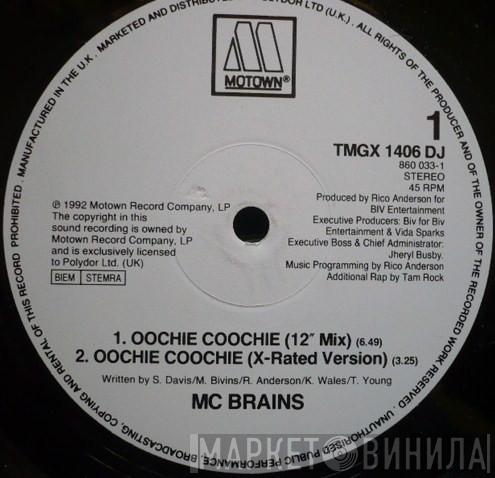 MANUFACTURED IN THE U.K. MARKETED AND DISTRIBUTED
LTD (U.K.). ALL RIGHTS OF THE PRODUCER AND OF THE OWNER OF THE RECORDED WORK RESERVED. UNAUTHORISED PUBLIC PERFORMANCE, BROADCASTING, COPYING AND RENTAL OF THIS RECORD PROHIBITED.
MOTOWN®
1
TMGX 1406 DJ
860 033-1
STEREO
45 RPM
℗ 1992 Motown Record Company, LP
The copyright in this
sound recording is owned by
Motown Record Company, LP
and is exclusively licensed
to Polydor Ltd. (UK)
BIEM STEMRA
Produced by Rico Anderson for
BIV Entertainment
Executive Producers: Biv for Biv
Entertainment & Vida Sparks
Executive Boss & Chief Administrator:
Jheryl Busby.
Music Programming by Rico Anderson
Additional Rap by Tam Rock
1. OOCHIE COOCHIE (12″ Mix) (6.49)
2. OOCHIE COOCHIE (X-Rated Version) (3.25)
Written by S. Davis/M. Bivins/R. Anderson/K. Wales/T. Young
MC BRAINS
МАРКЕТ ВИНИЛА